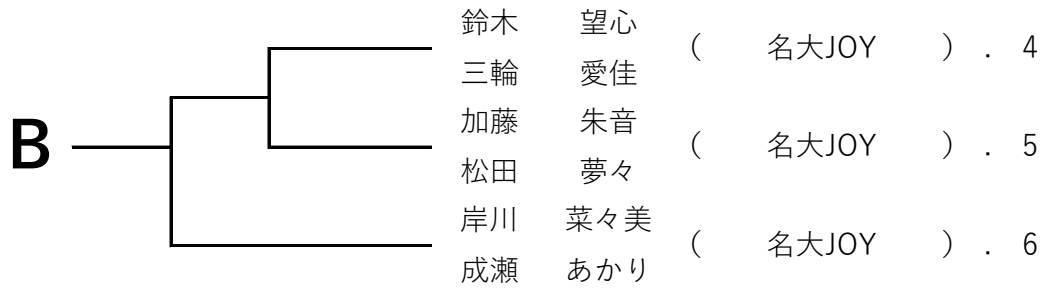 鈴木 望心
( 名大JOY ) . 4
三輪 愛佳
B
加藤 朱音
( 名大JOY ) . 5
松田 夢々
岸川 菜々美
( 名大JOY ) . 6
成瀬 あかり